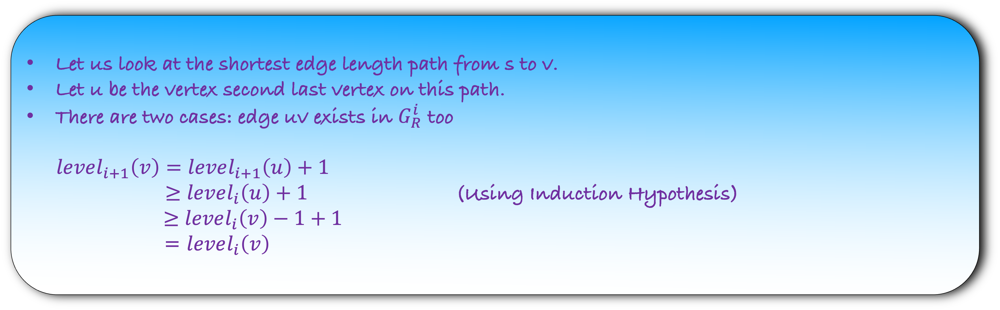 • Let us look at the shortest edge length path from s to v.
• Let u be the vertex second last vertex on this path.
• There are two cases: edge uv exists in $G_R^i$ too
$level_{i+1}(v) = level_{i+1}(u) + 1$
$\geq level_i(u) + 1$ (Using Induction Hypothesis)
$\geq level_i(v) - 1 + 1$
$= level_i(v)$